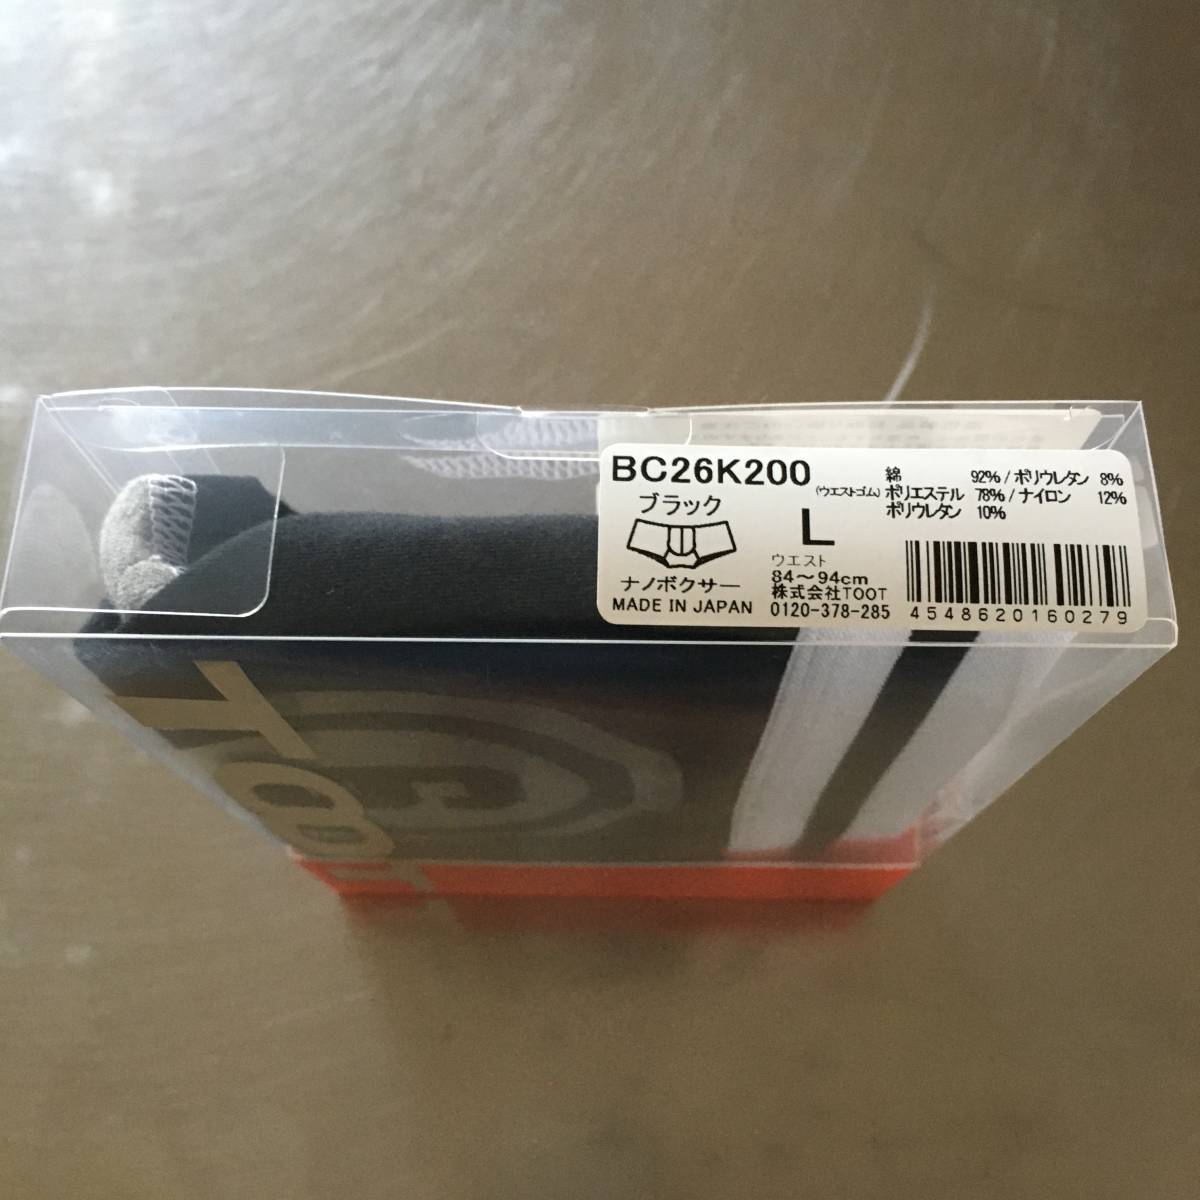 BC26K200
ブラック
ナノボクサー
MADE IN JAPAN
L
ウエスト
84～94cm
株式会社TOOT
0120-378-285
綿 92% / ポリウレタン 8%
(ウエストゴム) ポリエステル 78% / ナイロン 12%
ポリウレタン 10%
4548620160279
TOOT